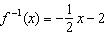 f⁻¹(x) = −1/2 x − 2